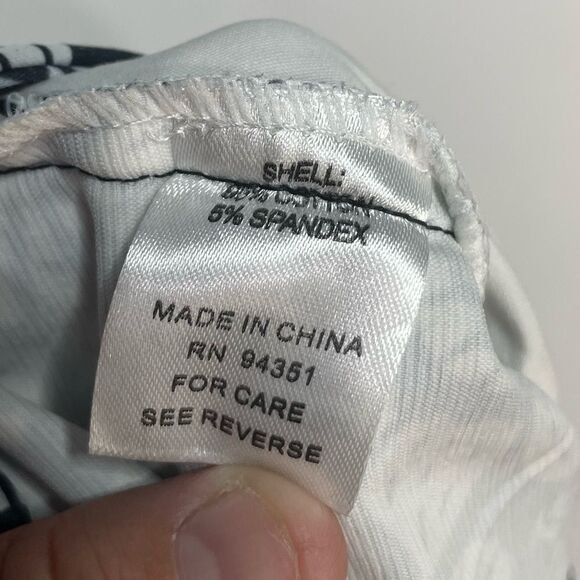 SHELL:
COTTON
5% SPANDEX
MADE IN CHINA
RN 94351
FOR CARE
SEE REVERSE